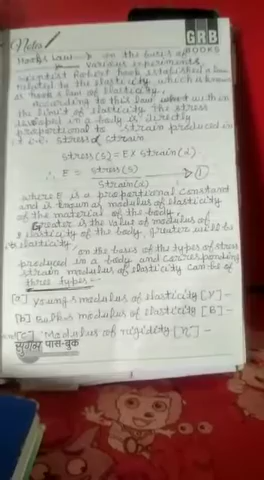 Notes
GRB
BOOKS
Hook's Law → on the basis of
various experiments,
scientist Robert hook established a law
related to the elasticity, which is known
as hook's law of elasticity.
According to this law, within
the limit of elasticity the stress
developed in a body is directly
proportional to strain produced in
it i.e. stress ∝ strain
stress(s) = E × strain(α)
∴ E = stress(s) / strain(α) → ①
where E is a proportional constant
and is known as modulus of elasticity
of the material of the body.
Greater is the value of modulus of
elasticity of the body, greater will be
its elasticity.
on the basis of the types of stress
produced in a body and corresponding
strain modulus of elasticity can be of
three types -
[a] young's modulus of elasticity [Y] -
[b] Bulk's modulus of elasticity [B] -
[c] Modulus of rigidity [η] -
सुगम पास-बुक